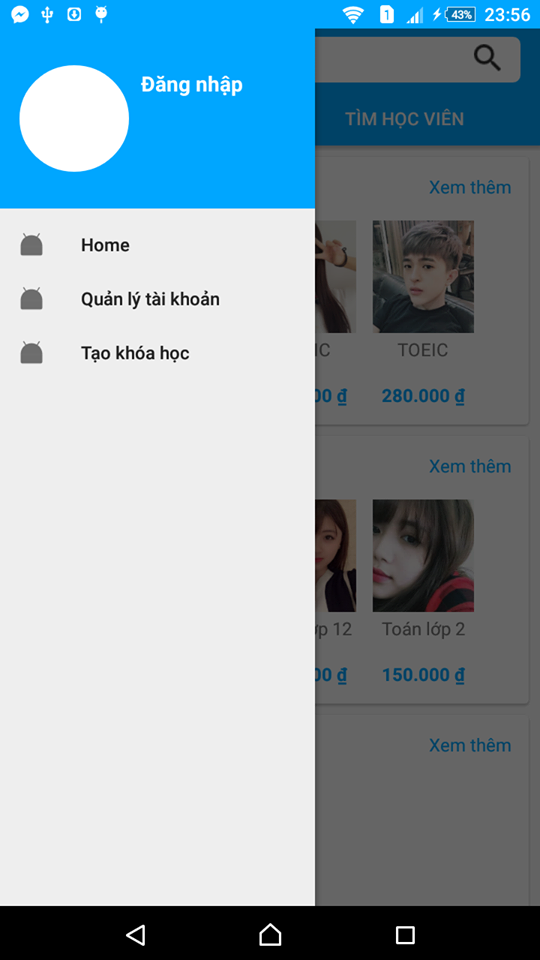 1
43%
23:56
Đăng nhập
TÌM HỌC VIÊN
Home
Quản lý tài khoản
Tạo khóa học
Xem thêm
IC
TOEIC
00 ₫
280.000 ₫
Xem thêm
ớp 12
Toán lớp 2
00 ₫
150.000 ₫
Xem thêm